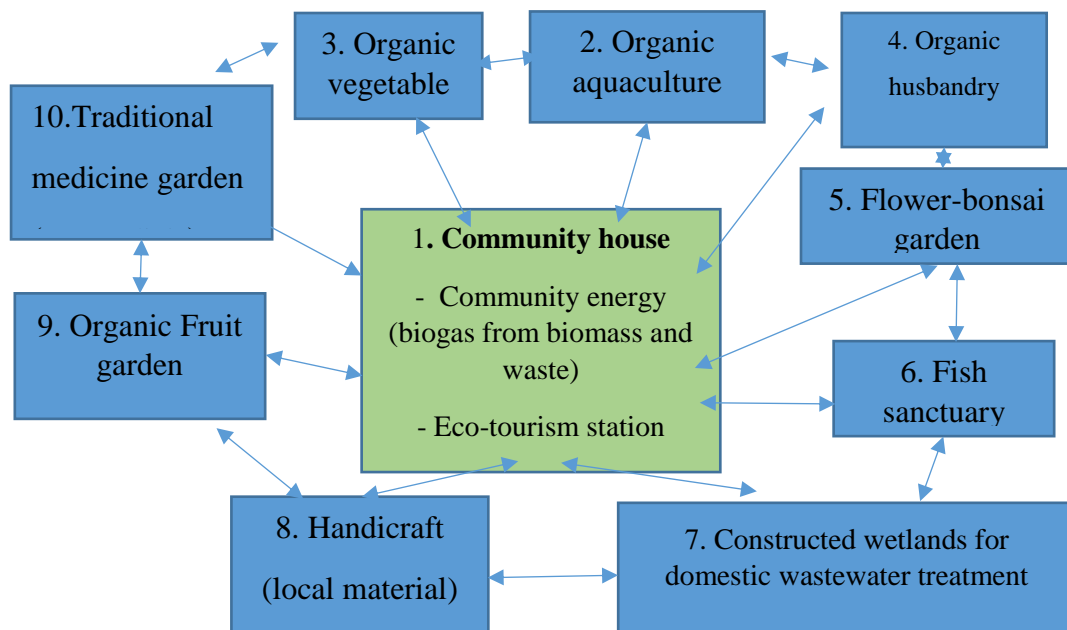 3. Organic
vegetable
2. Organic
aquaculture
4. Organic
husbandry
10.Traditional
medicine garden
5. Flower-bonsai
garden
1. Community house
- Community energy
(biogas from biomass and
waste)
- Eco-tourism station
9. Organic Fruit
garden
6. Fish
sanctuary
8. Handicraft
(local material)
7. Constructed wetlands for
domestic wastewater treatment